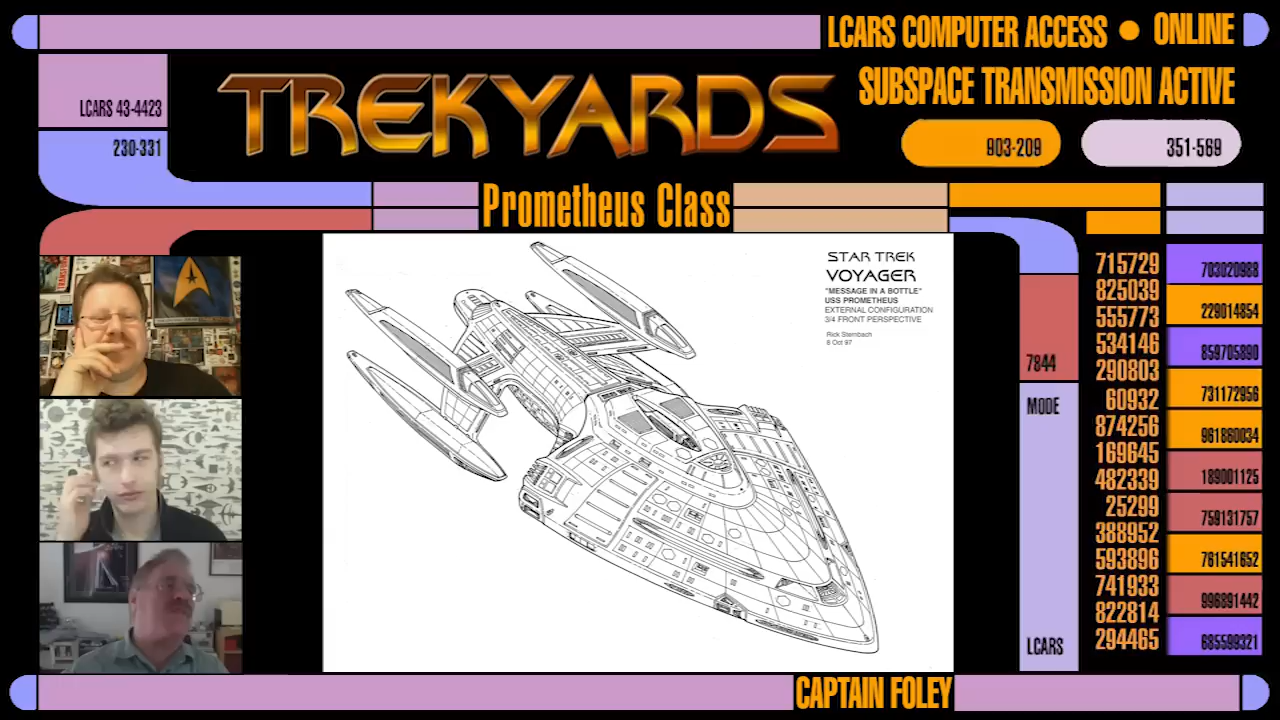 LCARS COMPUTER ACCESS • ONLINE
LCARS 43-4423
TREKYARDS
SUBSPACE TRANSMISSION ACTIVE
230-331
903-209
351-569
Prometheus Class
STAR TREK
VOYAGER
"MESSAGE IN A BOTTLE"
USS PROMETHEUS
EXTERNAL CONFIGURATION
3/4 FRONT PERSPECTIVE
Rick Sternbach
8 Oct 97
7844
MODE
LCARS
715729
825039
555773
534146
290803
60932
874256
169645
482339
25299
388952
593896
741933
822814
294465
703020988
229014854
859705890
731172956
961860034
189001125
759131757
761541652
996891442
685599321
CAPTAIN FOLEY